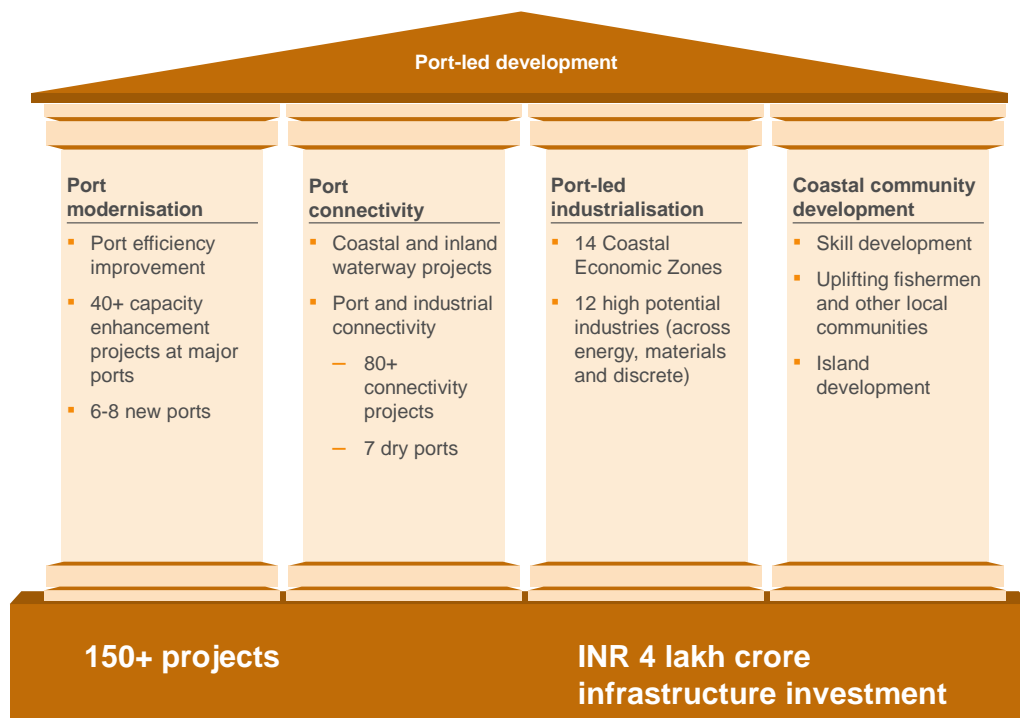 Port-led development
Port
modernisation
▪ Port efficiency
improvement
▪ 40+ capacity
enhancement
projects at major
ports
▪ 6-8 new ports
Port
connectivity
▪ Coastal and inland
waterway projects
▪ Port and industrial
connectivity
– 80+
connectivity
projects
– 7 dry ports
Port-led
industrialisation
▪ 14 Coastal
Economic Zones
▪ 12 high potential
industries (across
energy, materials
and discrete)
Coastal community
development
▪ Skill development
▪ Uplifting fishermen
and other local
communities
▪ Island
development
150+ projects
INR 4 lakh crore
infrastructure investment